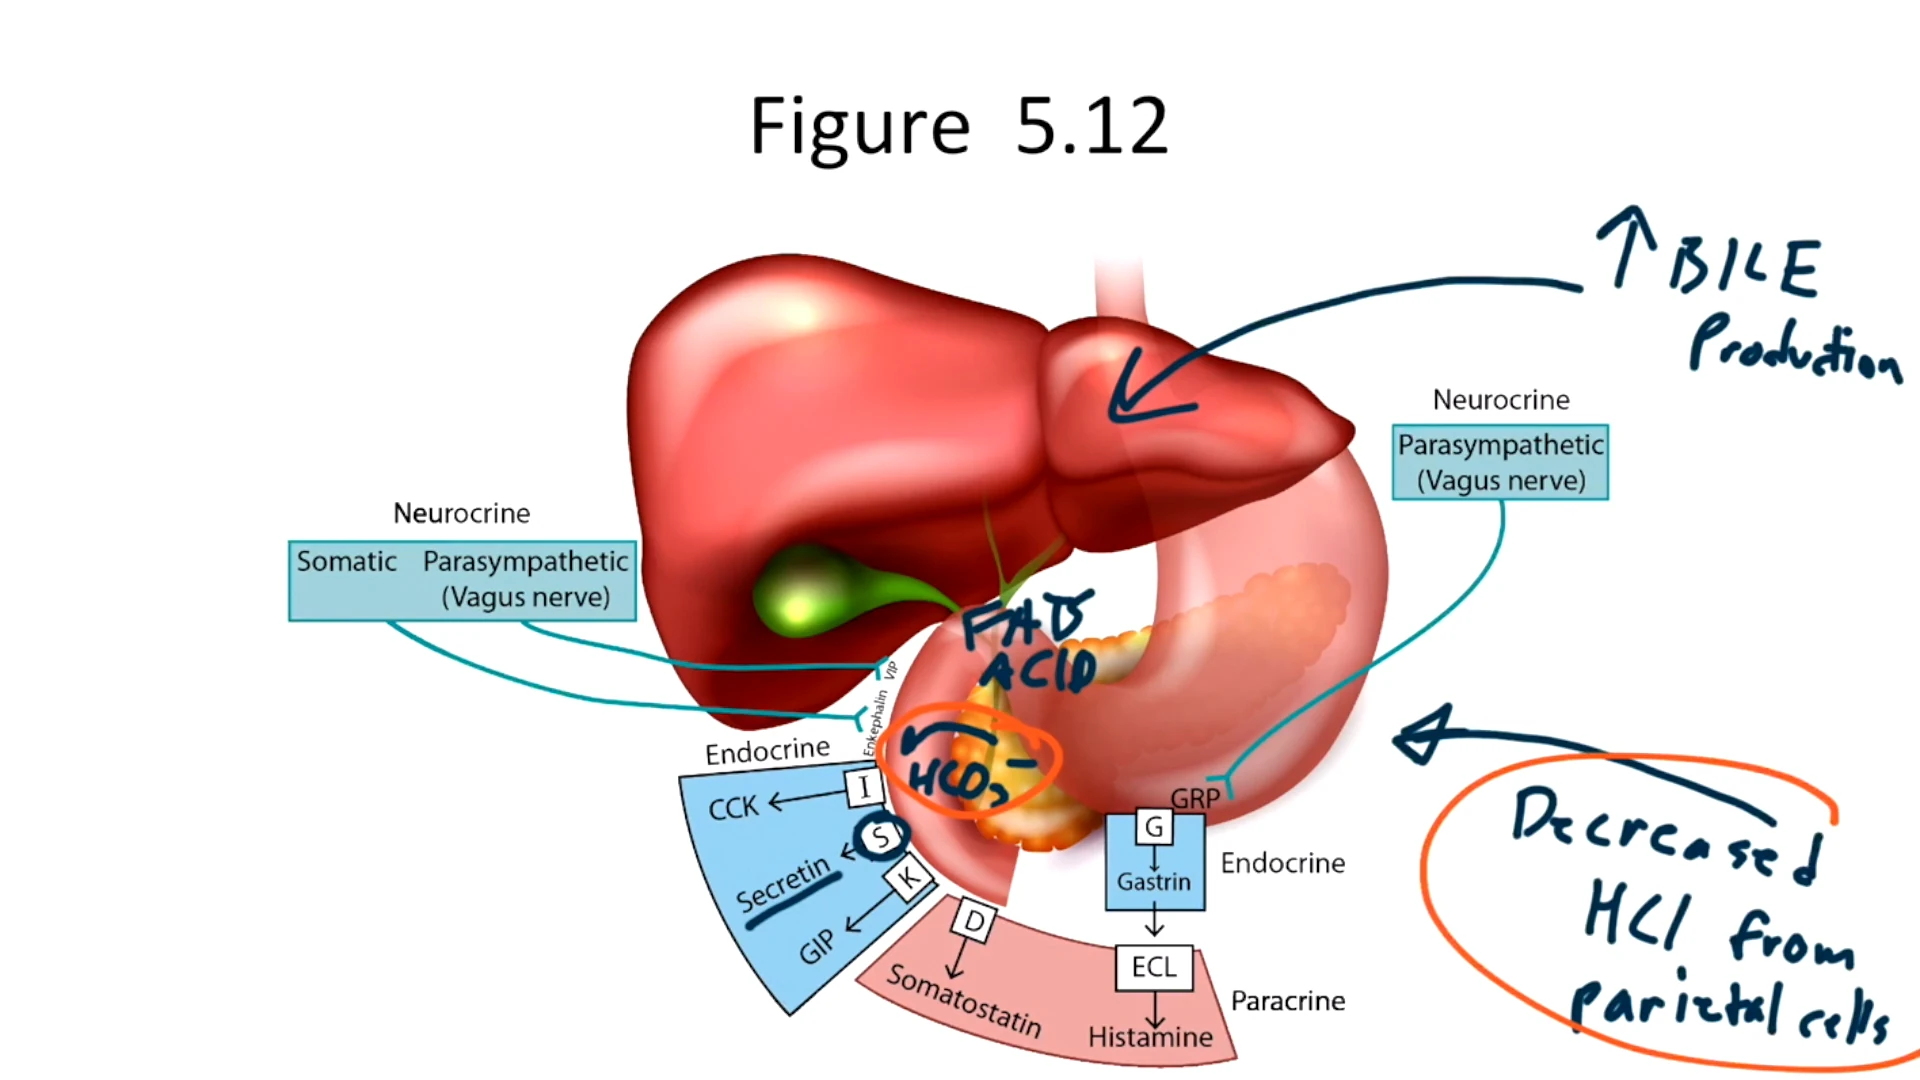 Figure 5.12
↑ BILE
Production
Neurocrine
Parasympathetic
(Vagus nerve)
Neurocrine
Somatic Parasympathetic
(Vagus nerve)
VIP
Enkephalin
ACID
HCO3-
Endocrine
I
CCK
S
Secretin
K
GIP
D
Somatostatin
GRP
G
Gastrin
Endocrine
ECL
Histamine
Paracrine
Decreased
HCl from
parietal cells